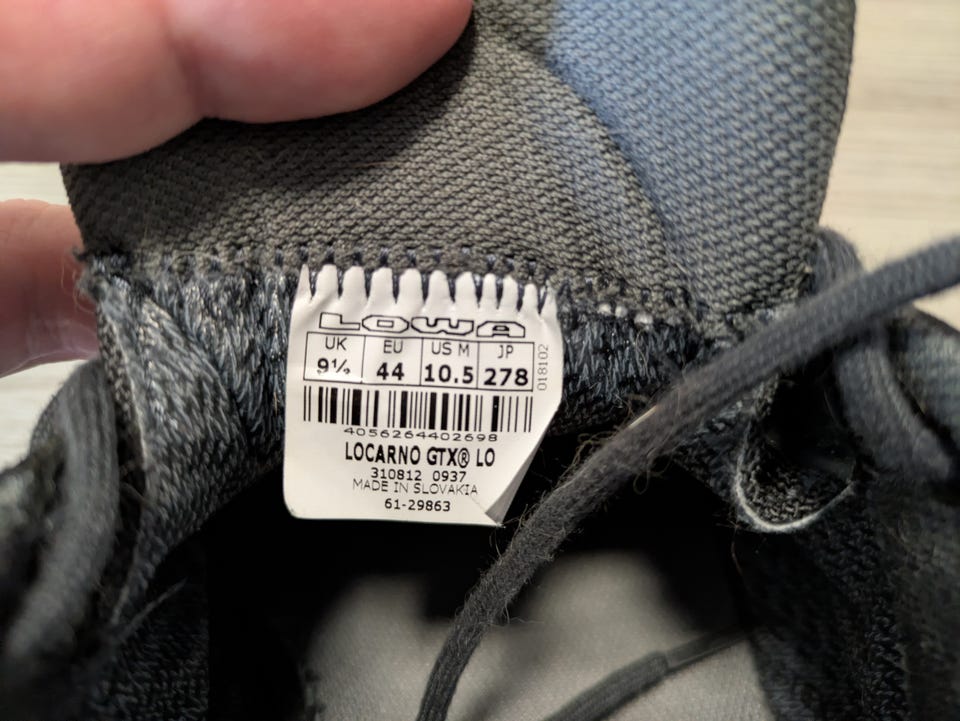 LOWA
UK EU US M JP
9½ 44 10.5 278
018102
4056264402698
LOCARNO GTX® LO
310812 0937
MADE IN SLOVAKIA
61-29863